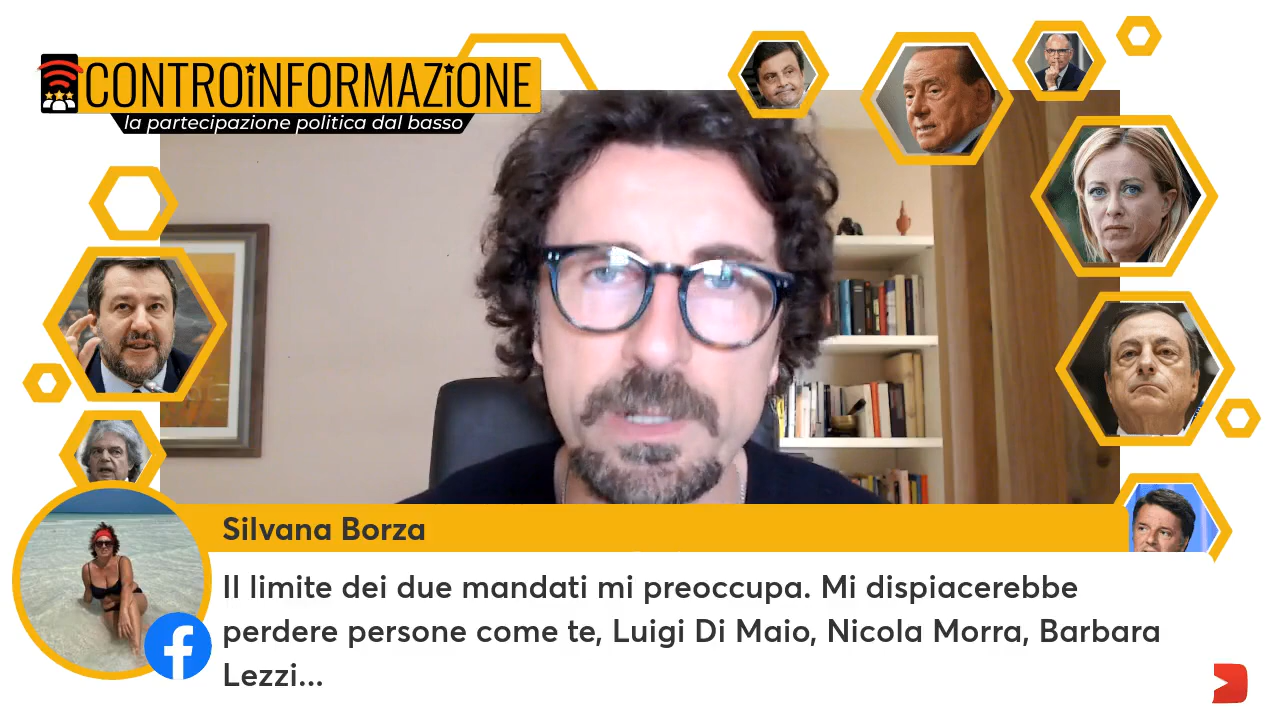 CONTROiNFORMAZiONE
la partecipazione politica dal basso
Silvana Borza
Il limite dei due mandati mi preoccupa. Mi dispiacerebbe
perdere persone come te, Luigi Di Maio, Nicola Morra, Barbara
Lezzi...